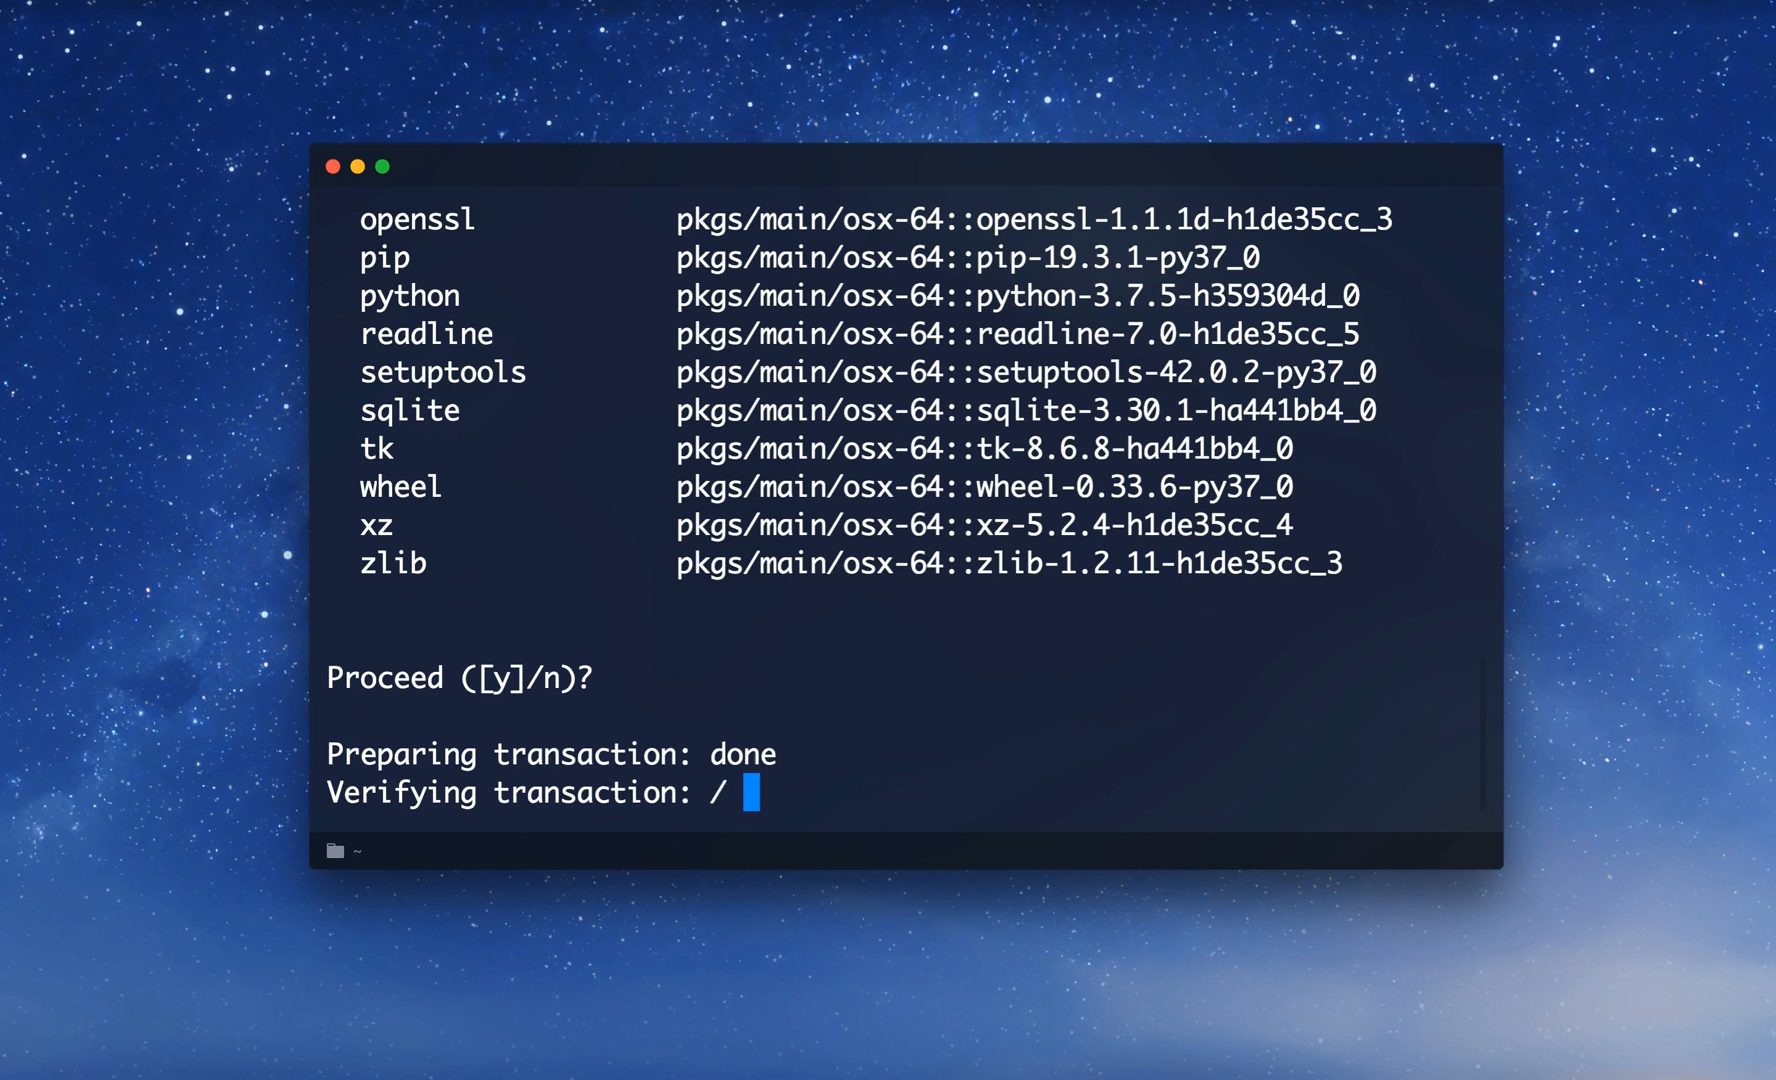 openssl pkgs/main/osx-64::openssl-1.1.1d-h1de35cc_3
pip pkgs/main/osx-64::pip-19.3.1-py37_0
python pkgs/main/osx-64::python-3.7.5-h359304d_0
readline pkgs/main/osx-64::readline-7.0-h1de35cc_5
setuptools pkgs/main/osx-64::setuptools-42.0.2-py37_0
sqlite pkgs/main/osx-64::sqlite-3.30.1-ha441bb4_0
tk pkgs/main/osx-64::tk-8.6.8-ha441bb4_0
wheel pkgs/main/osx-64::wheel-0.33.6-py37_0
xz pkgs/main/osx-64::xz-5.2.4-h1de35cc_4
zlib pkgs/main/osx-64::zlib-1.2.11-h1de35cc_3
Proceed ([y]/n)?
Preparing transaction: done
Verifying transaction: /
~